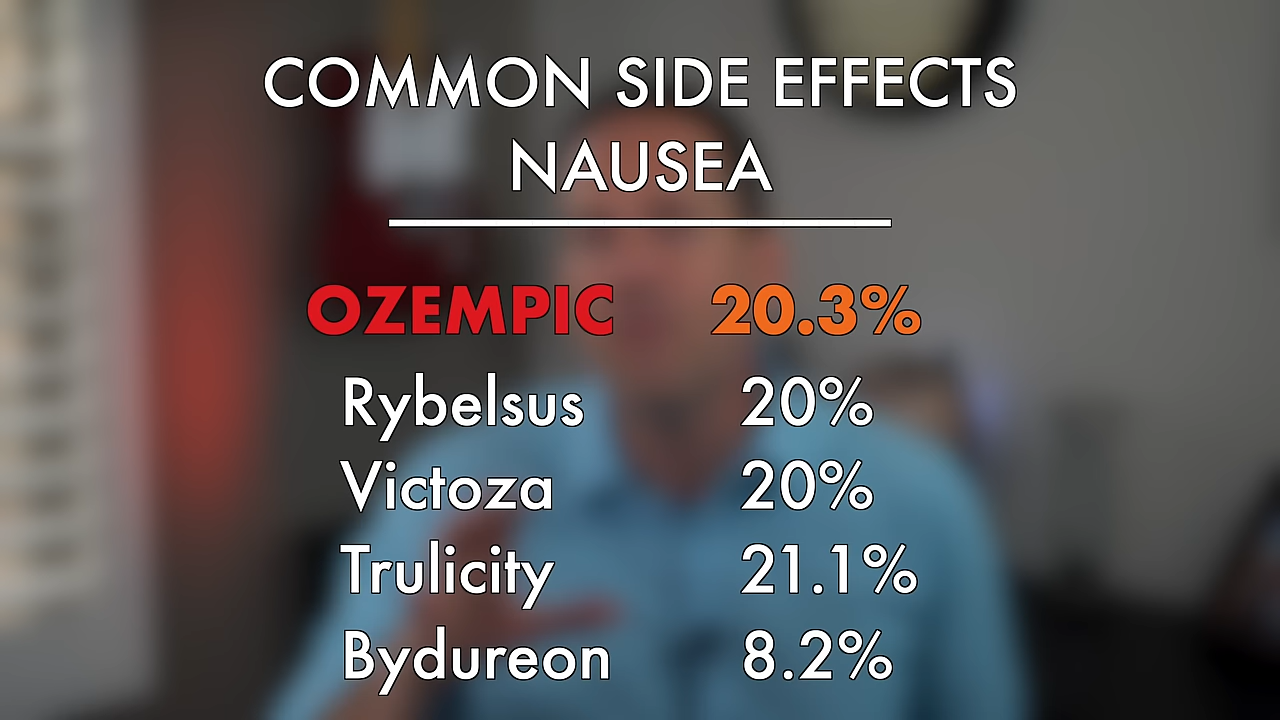 COMMON SIDE EFFECTS
NAUSEA
OZEMPIC 20.3%
Rybelsus 20%
Victoza 20%
Trulicity 21.1%
Bydureon 8.2%